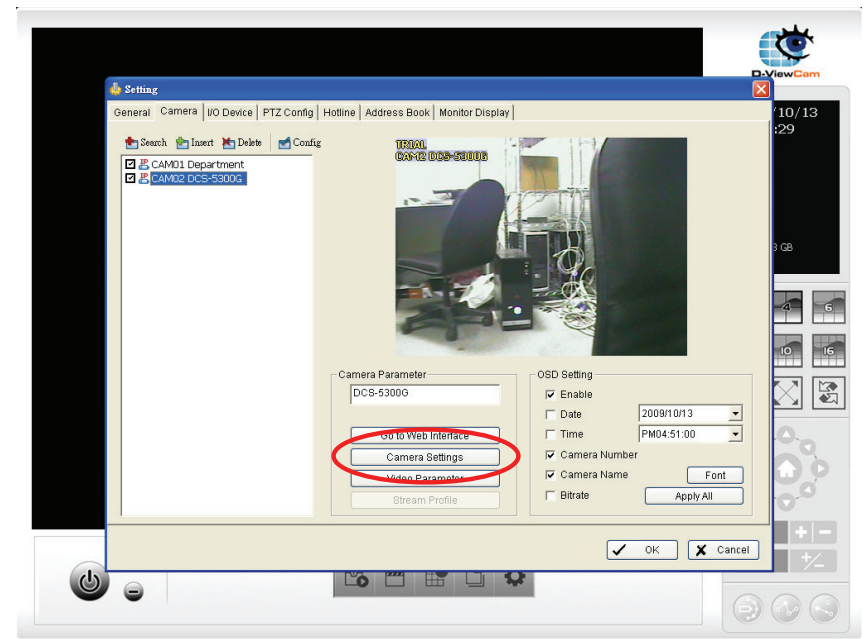 D-ViewCam
Setting
General Camera I/O Device PTZ Config Hotline Address Book Monitor Display
/10/13
:29
Search Insert Delete Config
TRIAL
CAM2 DCS-5300G
CAM01 Department
CAM02 DCS-5300G
GB
4 6
10 16
Camera Parameter
DCS-5300G
Go to Web Interface
Camera Settings
Video Parameter
Stream Profile
OSD Setting
Enable
Date 2009/10/13
Time PM04:51:00
Camera Number
Camera Name Font
Bitrate Apply All
OK Cancel